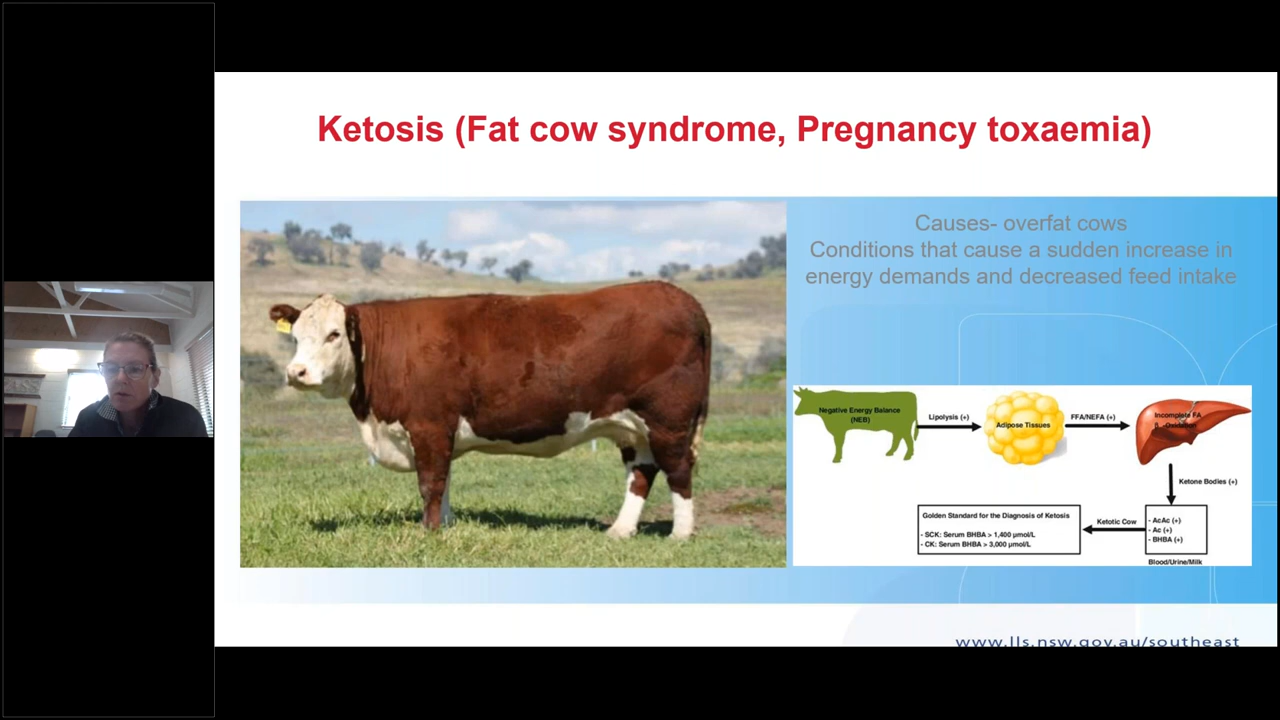 Ketosis (Fat cow syndrome, Pregnancy toxaemia)
Causes- overfat cows
Conditions that cause a sudden increase in
energy demands and decreased feed intake
Negative Energy Balance
(NEB)
Lipolysis (+)
Adipose Tissues
FFA/NEFA (+)
Incomplete FA
β -Oxidation
Ketone Bodies (+)
- AcAc (+)
- Ac (+)
- BHBA (+)
Blood/Urine/Milk
Ketotic Cow
Golden Standard for the Diagnosis of Ketosis
- SCK: Serum BHBA > 1,400 µmol/L
- CK: Serum BHBA > 3,000 µmol/L
www.lls.nsw.gov.au/southeast